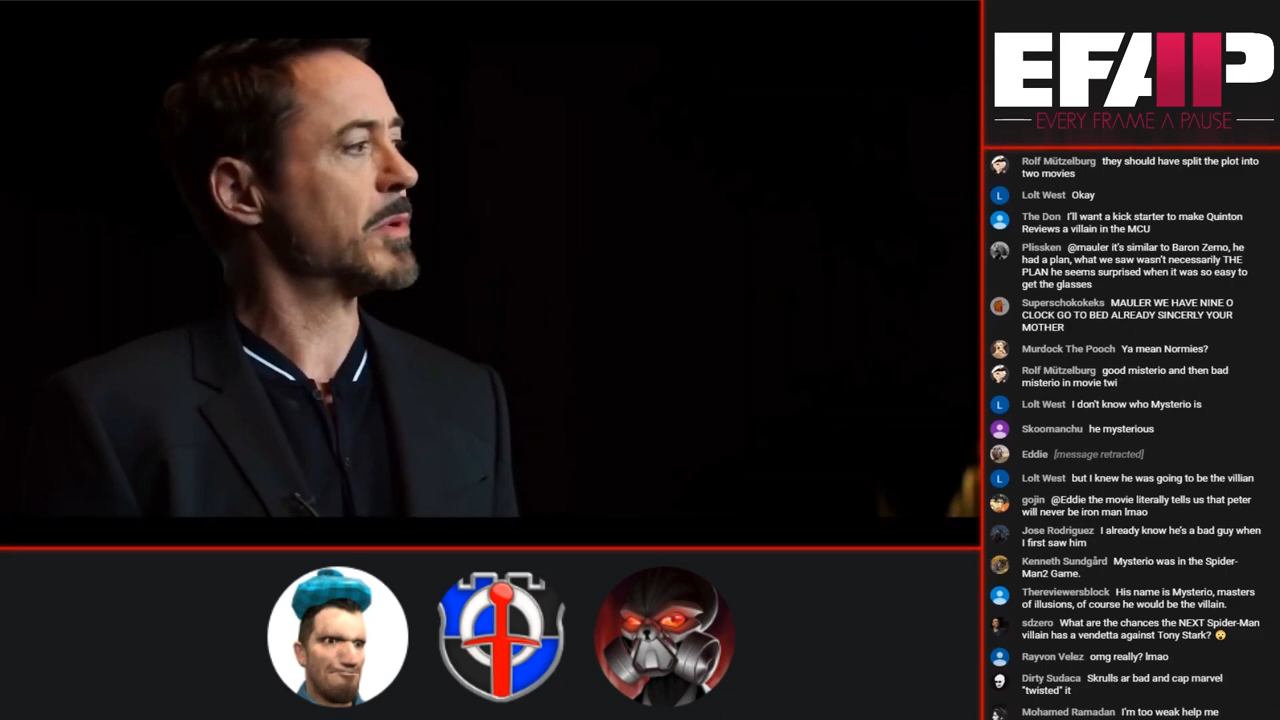 EFAP
EVERY FRAME A PAUSE
Rolf Mützelburg they should have split the plot into
two movies
L
Lolt West Okay
The Don I'll want a kick starter to make Quinton
Reviews a villain in the MCU
Plissken @mauler it's similar to Baron Zemo, he
had a plan, what we saw wasn't necessarily THE
PLAN he seems surprised when it was so easy to
get the glasses
Superschokokeks MAULER WE HAVE NINE O
CLOCK GO TO BED ALREADY SINCERLY YOUR
MOTHER
Murdock The Pooch Ya mean Normies?
Rolf Mützelburg good misterio and then bad
misterio in movie twi
L
Lolt West I don't know who Mysterio is
Skoomanchu he mysterious
Eddie [message retracted]
L
Lolt West but I knew he was going to be the villian
gojin @Eddie the movie literally tells us that peter
will never be iron man lmao
Jose Rodriguez I already know he's a bad guy when
I first saw him
Kenneth Sundgård Mysterio was in the Spider-
Man2 Game.
Thereviewersblock His name is Mysterio, masters
of illusions, of course he would be the villain.
sdzero What are the chances the NEXT Spider-Man
villain has a vendetta against Tony Stark? 😮
Rayvon Velez omg really? lmao
Dirty Sudaca Skrulls ar bad and cap marvel
"twisted" it
Mohamed Ramadan I'm too weak help me